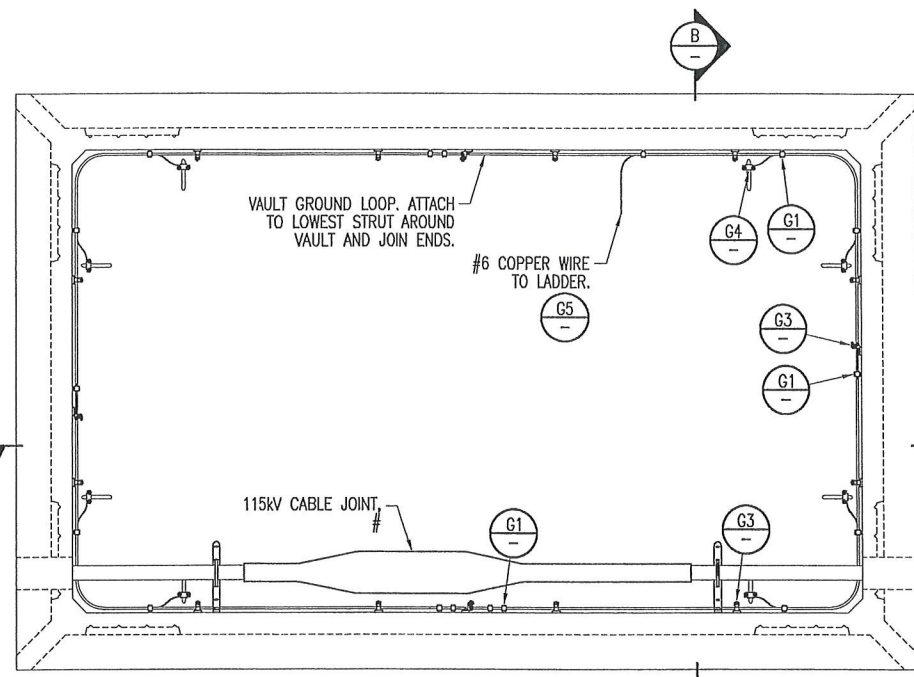 B
–
VAULT GROUND LOOP. ATTACH
TO LOWEST STRUT AROUND
VAULT AND JOIN ENDS.
#6 COPPER WIRE
TO LADDER.
G5
–
G4
–
G1
–
G3
–
G1
–
115kV CABLE JOINT,
#
G1
–
G3
–